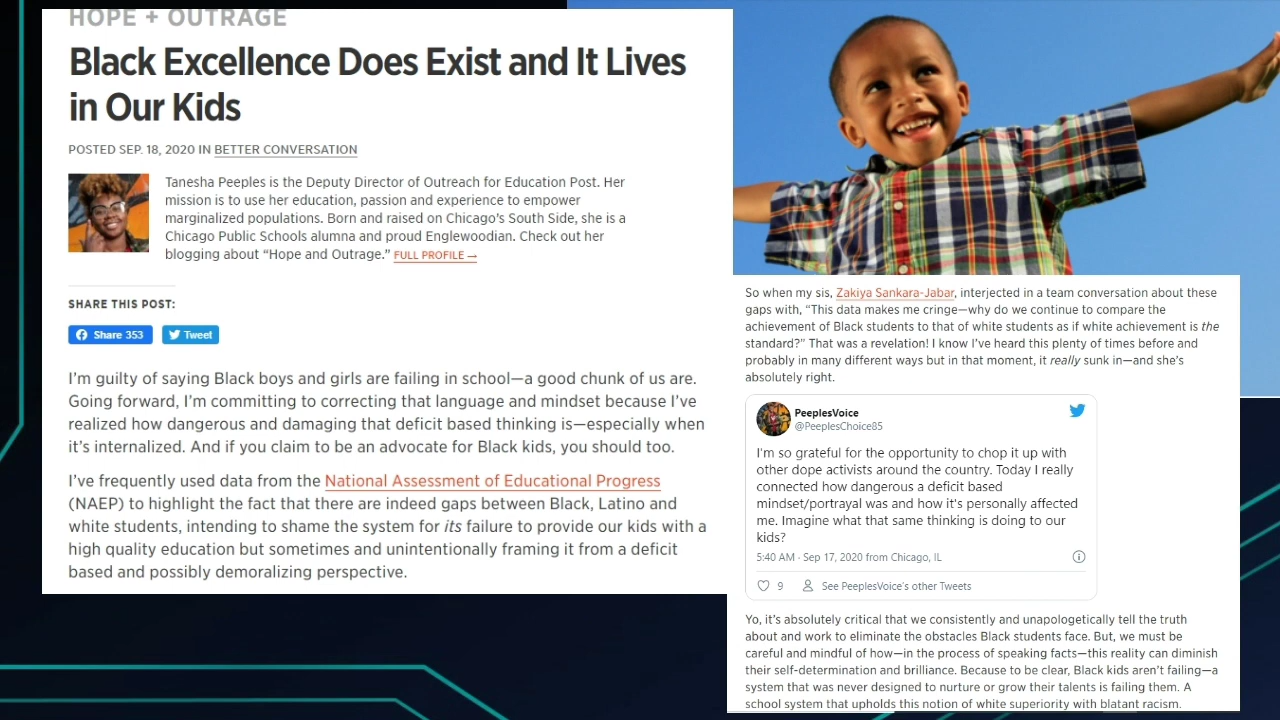 HOPE + OUTRAGE
Black Excellence Does Exist and It Lives
in Our Kids
POSTED SEP. 18, 2020 IN BETTER CONVERSATION
Tanesha Peeples is the Deputy Director of Outreach for Education Post. Her
mission is to use her education, passion and experience to empower
marginalized populations. Born and raised on Chicago's South Side, she is a
Chicago Public Schools alumna and proud Englewoodian. Check out her
blogging about “Hope and Outrage.” FULL PROFILE →
SHARE THIS POST:
Share 353 Tweet
I’m guilty of saying Black boys and girls are failing in school—a good chunk of us are.
Going forward, I’m committing to correcting that language and mindset because I’ve
realized how dangerous and damaging that deficit based thinking is—especially when
it’s internalized. And if you claim to be an advocate for Black kids, you should too.
I’ve frequently used data from the National Assessment of Educational Progress
(NAEP) to highlight the fact that there are indeed gaps between Black, Latino and
white students, intending to shame the system for its failure to provide our kids with a
high quality education but sometimes and unintentionally framing it from a deficit
based and possibly demoralizing perspective.
So when my sis, Zakiya Sankara-Jabar, interjected in a team conversation about these
gaps with, “This data makes me cringe—why do we continue to compare the
achievement of Black students to that of white students as if white achievement is the
standard?” That was a revelation! I know I’ve heard this plenty of times before and
probably in many different ways but in that moment, it really sunk in—and she’s
absolutely right.
PeeplesVoice
@PeeplesChoice85
I'm so grateful for the opportunity to chop it up with
other dope activists around the country. Today I really
connected how dangerous a deficit based
mindset/portrayal was and how it's personally affected
me. Imagine what that same thinking is doing to our
kids?
5:40 AM · Sep 17, 2020 from Chicago, IL
9 See PeeplesVoice's other Tweets
Yo, it’s absolutely critical that we consistently and unapologetically tell the truth
about and work to eliminate the obstacles Black students face. But, we must be
careful and mindful of how—in the process of speaking facts—this reality can diminish
their self-determination and brilliance. Because to be clear, Black kids aren’t failing—a
system that was never designed to nurture or grow their talents is failing them. A
school system that upholds this notion of white superiority with blatant racism.